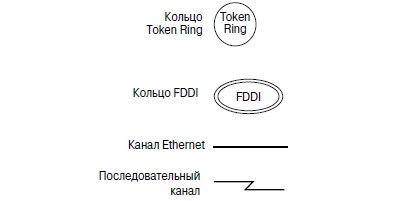 Кольцо
Token Ring
Token
Ring
Кольцо FDDI
FDDI
Канал Ethernet
Последовательный
канал